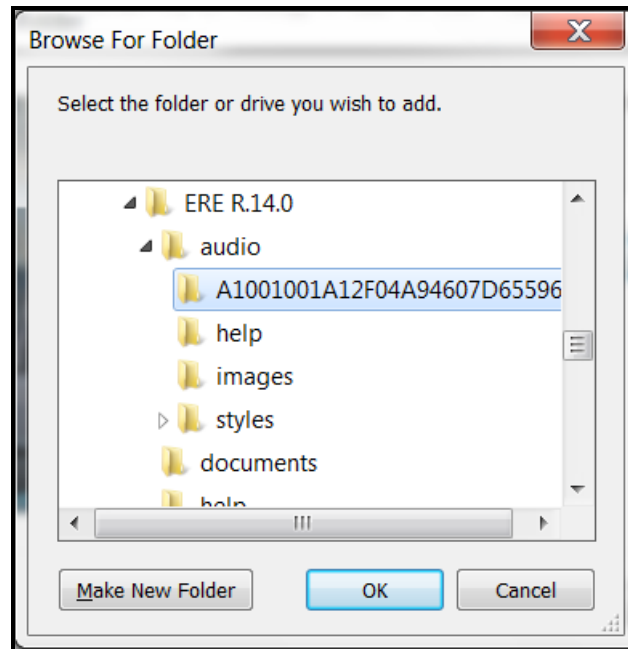 Browse For Folder
Select the folder or drive you wish to add.
ERE R.14.0
audio
A1001001A12F04A94607D65596
help
images
styles
documents
help
Make New Folder
OK
Cancel